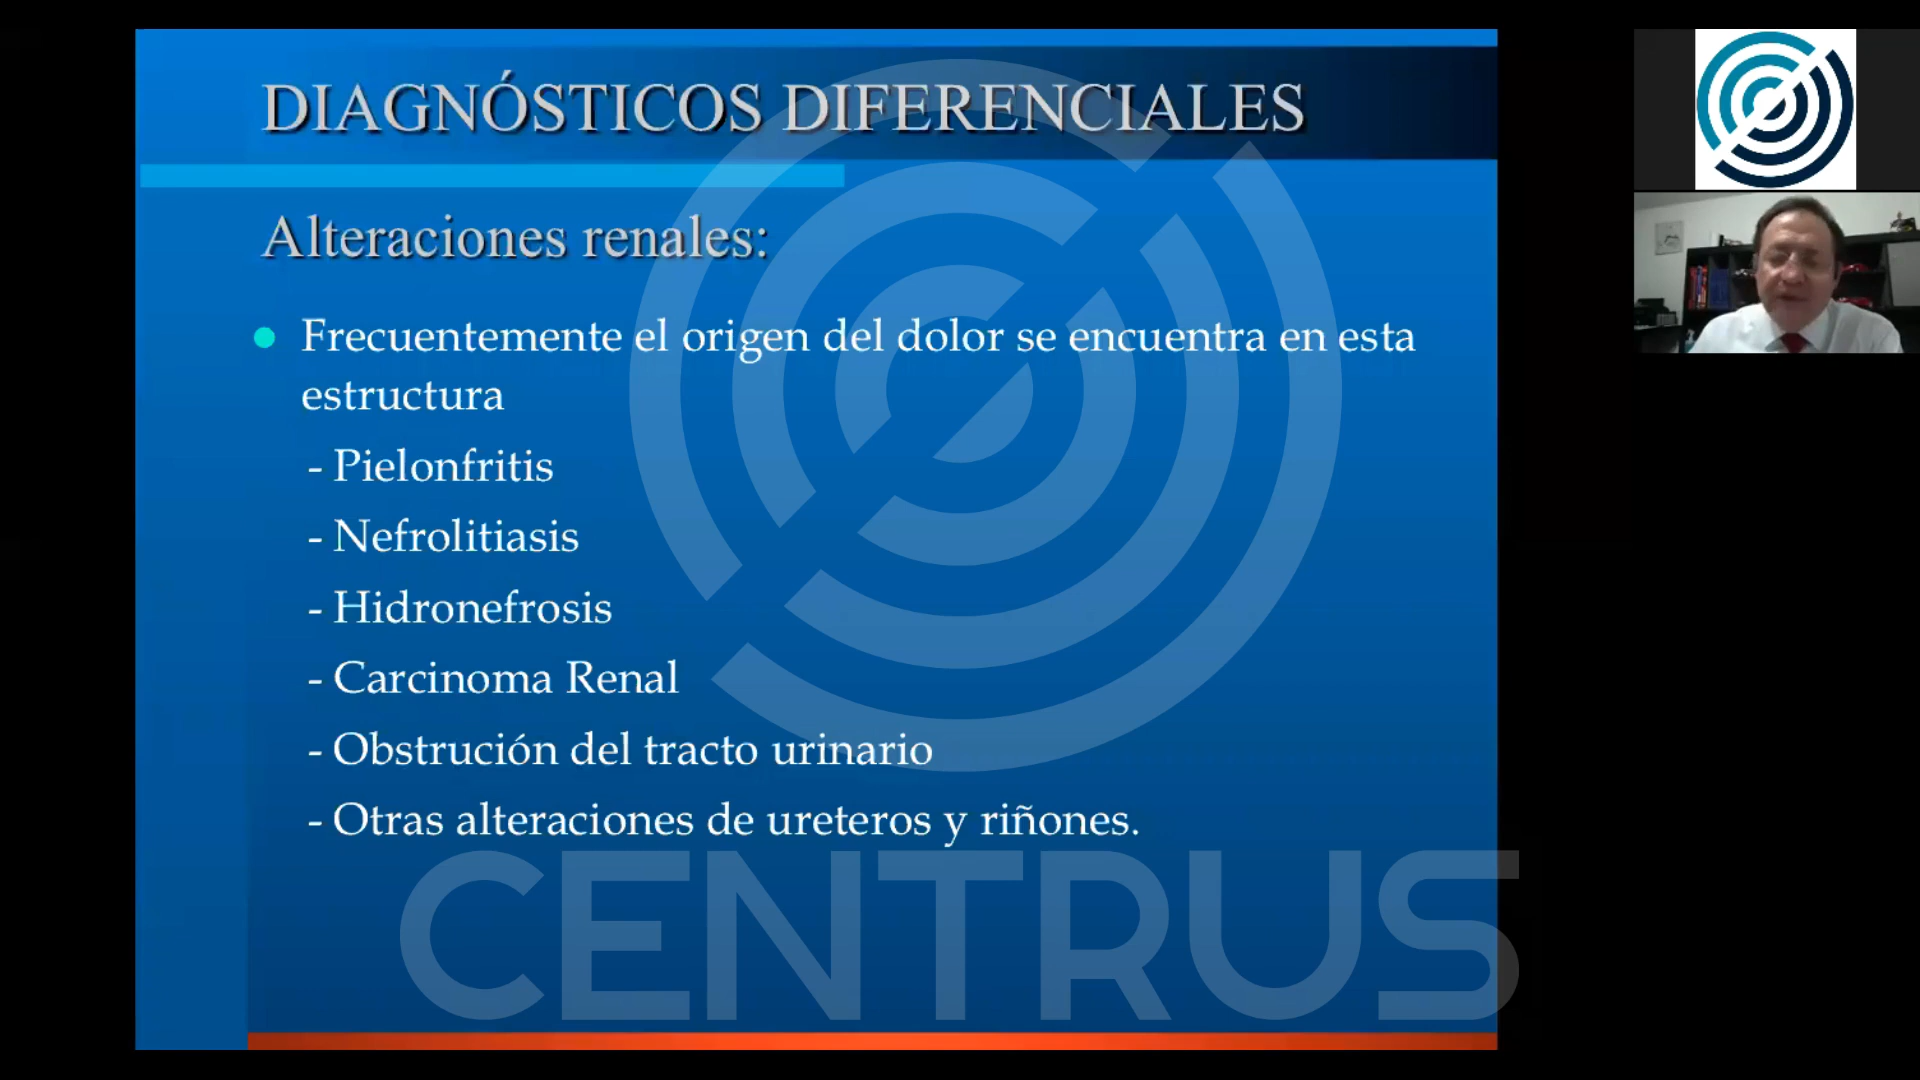 DIAGNÓSTICOS DIFERENCIALES
Alteraciones renales:
Frecuentemente el origen del dolor se encuentra en esta
estructura
- Pielonfritis
- Nefrolitiasis
- Hidronefrosis
- Carcinoma Renal
- Obstrución del tracto urinario
- Otras alteraciones de ureteros y riñones.
CENTRUS